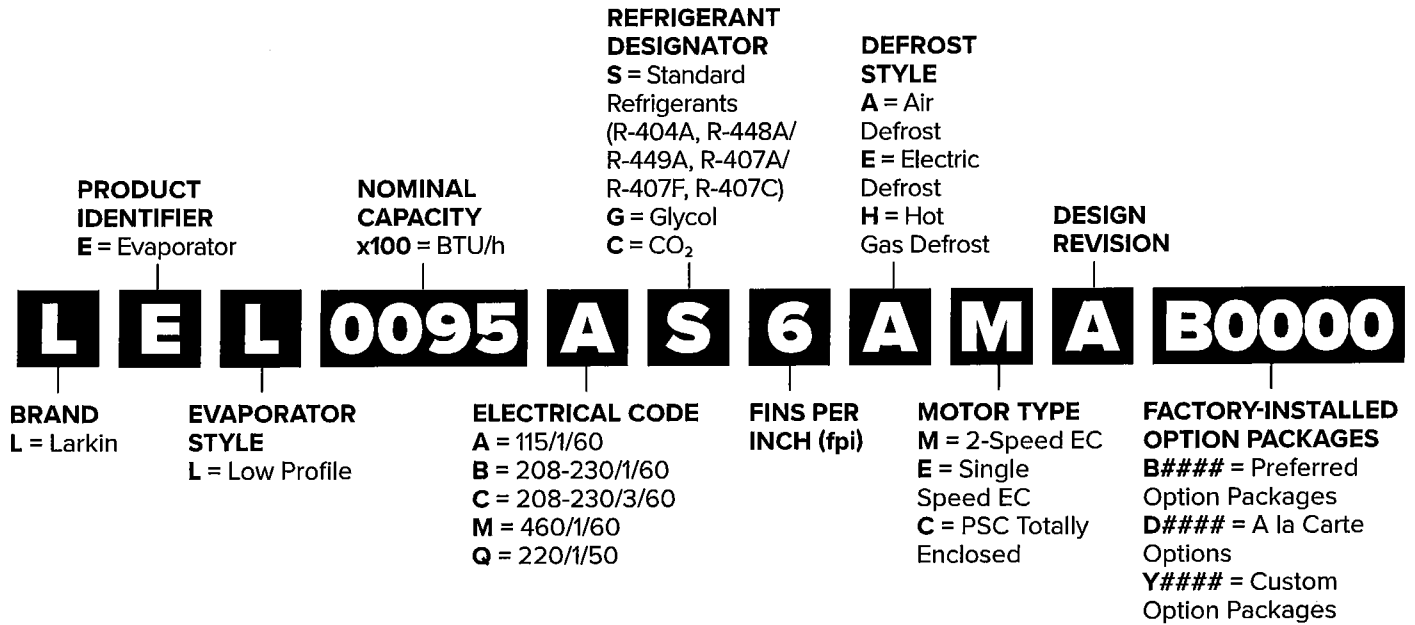 PRODUCT
IDENTIFIER
E = Evaporator
NOMINAL
CAPACITY
x100 = BTU/h
REFRIGERANT
DESIGNATOR
S = Standard
Refrigerants
(R-404A, R-448A/
R-449A, R-407A/
R-407F, R-407C)
G = Glycol
C = CO₂
DEFROST
STYLE
A = Air
Defrost
E = Electric
Defrost
H = Hot
Gas Defrost
DESIGN
REVISION
L E L 0095 A S 6 A M A B0000
BRAND
L = Larkin
EVAPORATOR
STYLE
L = Low Profile
ELECTRICAL CODE
A = 115/1/60
B = 208-230/1/60
C = 208-230/3/60
M = 460/1/60
Q = 220/1/50
FINS PER
INCH (fpi)
MOTOR TYPE
M = 2-Speed EC
E = Single
Speed EC
C = PSC Totally
Enclosed
FACTORY-INSTALLED
OPTION PACKAGES
B#### = Preferred
Option Packages
D#### = A la Carte
Options
Y#### = Custom
Option Packages